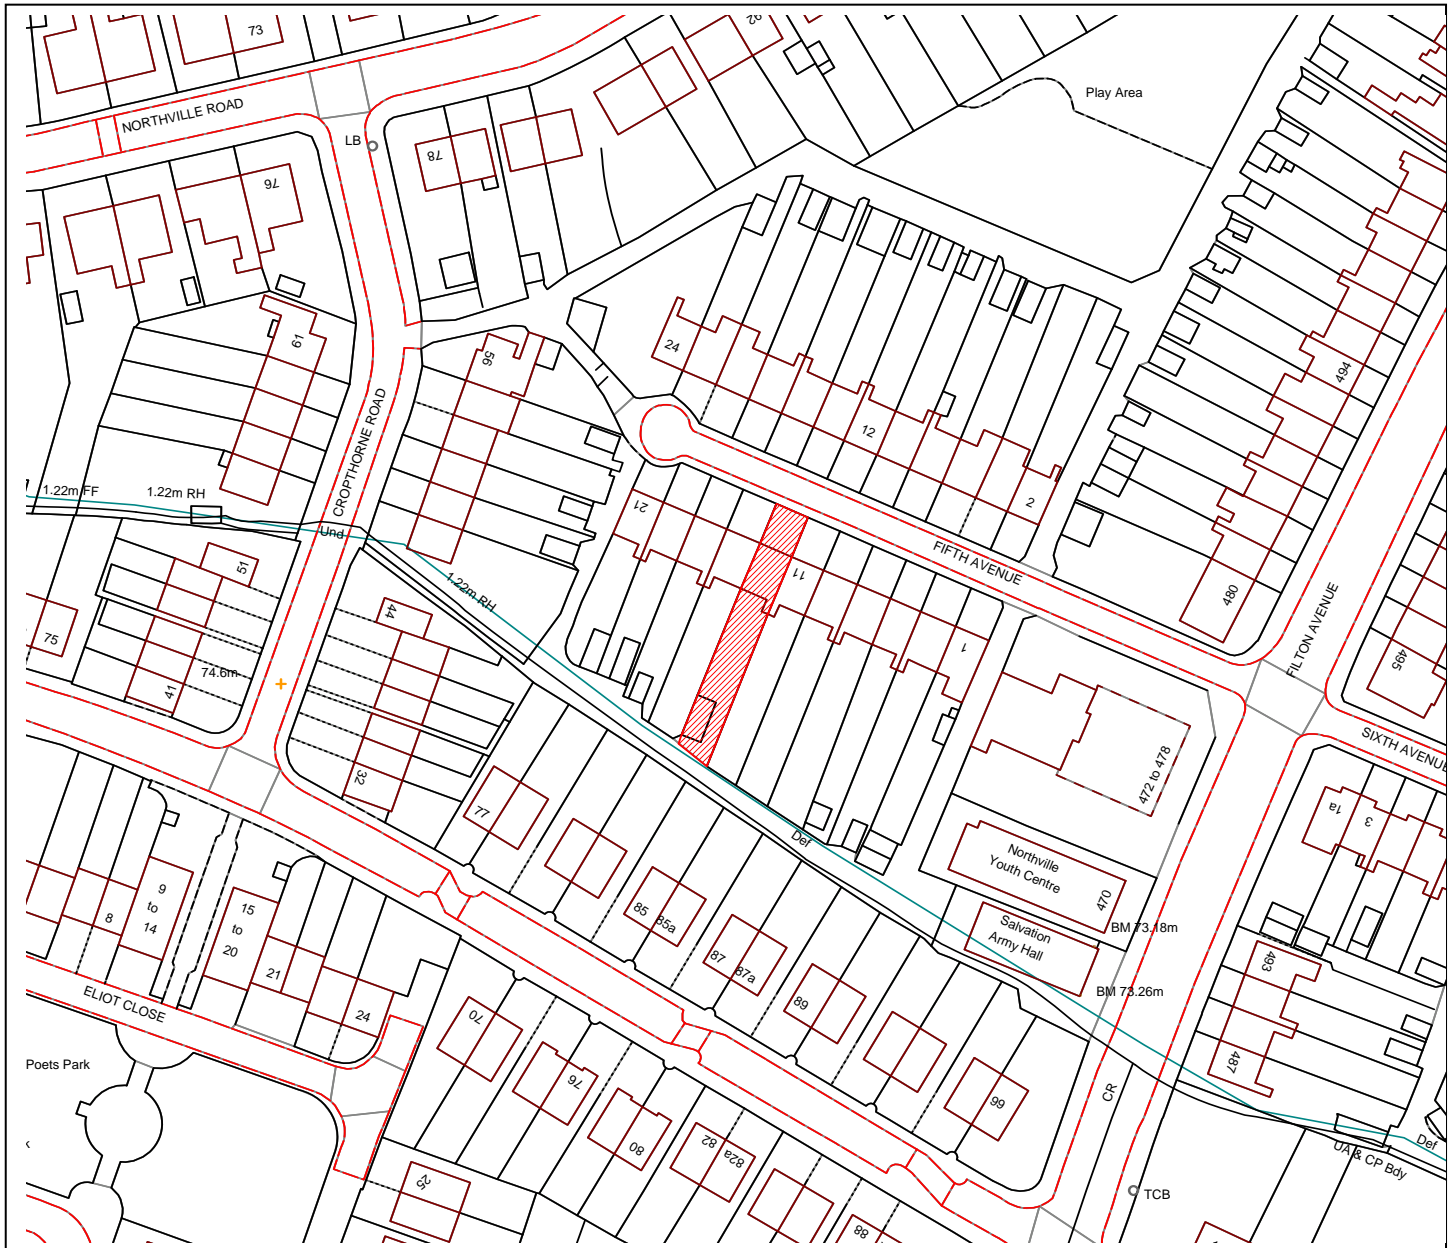 73
Play Area
NORTHVILLE ROAD
LB
78
76
61
56
24
494
12
CROPTHORNE ROAD
2
1.22m FF
1.22m RH
21
Und
FIFTH AVENUE
51
11
1.22m RH
480
44
FILTON AVENUE
75
1
495
74.6m
41
SIXTH AVENUE
32
472 to 478
77
1a
3
Def
Northville
Youth Centre
470
9
to
14
8
15
to
20
85
85a
Salvation
Army Hall
BM 73.18m
87
87a
493
21
BM 73.26m
ELIOT CLOSE
24
70
89
Poets Park
487
76
CR
99
80
82
82a
Def
UA & CP Bdy
25
TCB
88